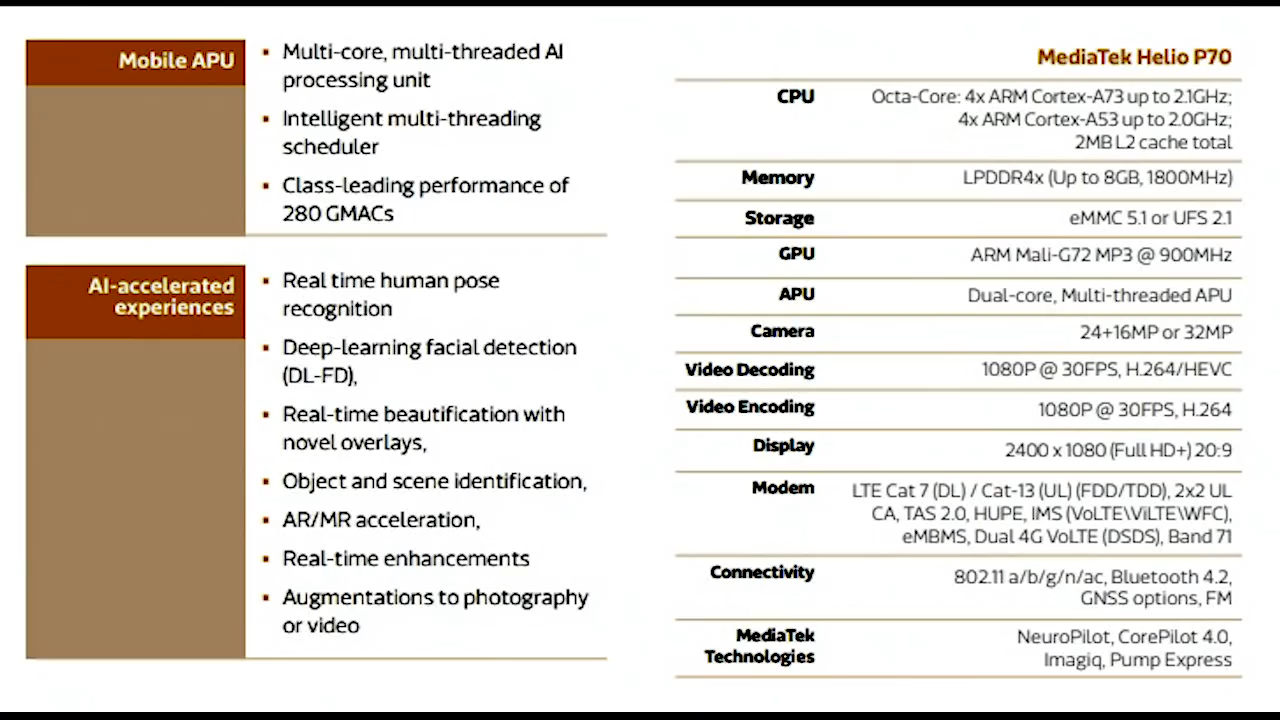 Mobile APU
▪ Multi-core, multi-threaded AI
processing unit
▪ Intelligent multi-threading
scheduler
▪ Class-leading performance of
280 GMACs
AI-accelerated
experiences
▪ Real time human pose
recognition
▪ Deep-learning facial detection
(DL-FD),
▪ Real-time beautification with
novel overlays,
▪ Object and scene identification,
▪ AR/MR acceleration,
▪ Real-time enhancements
▪ Augmentations to photography
or video
MediaTek Helio P70
CPU
Octa-Core: 4x ARM Cortex-A73 up to 2.1GHz;
4x ARM Cortex-A53 up to 2.0GHz;
2MB L2 cache total
Memory
LPDDR4x (Up to 8GB, 1800MHz)
Storage
eMMC 5.1 or UFS 2.1
GPU
ARM Mali-G72 MP3 @ 900MHz
APU
Dual-core, Multi-threaded APU
Camera
24+16MP or 32MP
Video Decoding
1080P @ 30FPS, H.264/HEVC
Video Encoding
1080P @ 30FPS, H.264
Display
2400 x 1080 (Full HD+) 20:9
Modem
LTE Cat 7 (DL) / Cat-13 (UL) (FDD/TDD), 2x2 UL
CA, TAS 2.0, HUPE, IMS (VoLTE\ViLTE\WFC),
eMBMS, Dual 4G VoLTE (DSDS), Band 71
Connectivity
802.11 a/b/g/n/ac, Bluetooth 4.2,
GNSS options, FM
MediaTek
Technologies
NeuroPilot, CorePilot 4.0,
Imagiq, Pump Express